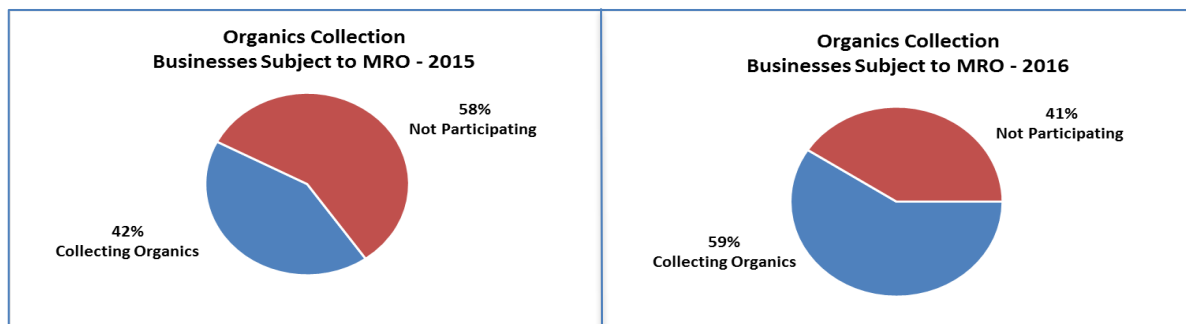 Organics Collection
Businesses Subject to MRO - 2015
58%
Not Participating
42%
Collecting Organics
Organics Collection
Businesses Subject to MRO - 2016
41%
Not Participating
59%
Collecting Organics